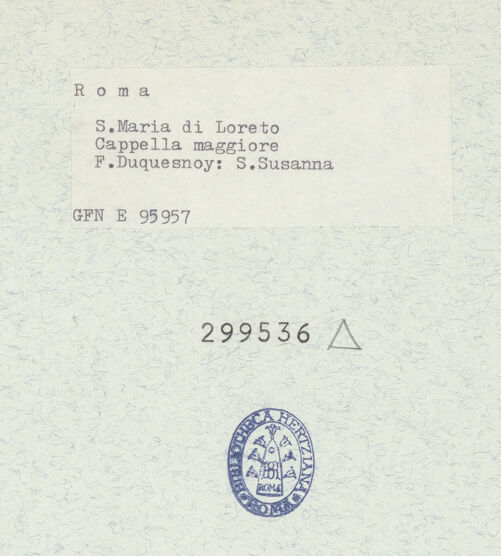 Roma
S.Maria di Loreto
Cappella maggiore
F.Duquesnoy: S.Susanna
GFN E 95957
299536
BIBLIOTHECA HERTZIANA
ROMA